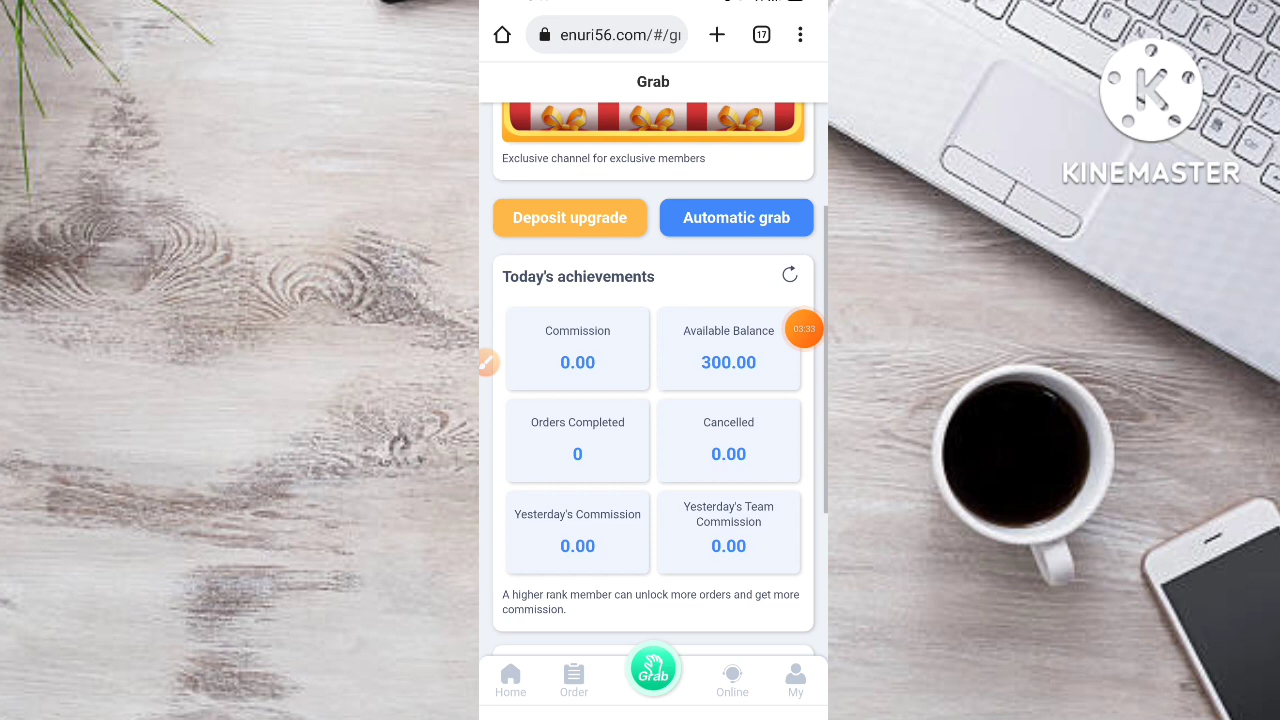 enuri56.com/#/gr
17
Grab
Exclusive channel for exclusive members
Deposit upgrade
Automatic grab
Today's achievements
Commission
Available Balance
0.00
300.00
03:33
Orders Completed
Cancelled
0
0.00
Yesterday's Commission
Yesterday's Team
Commission
0.00
0.00
A higher rank member can unlock more orders and get more
commission.
Home
Order
Grab
Online
My
K
KINEMASTER